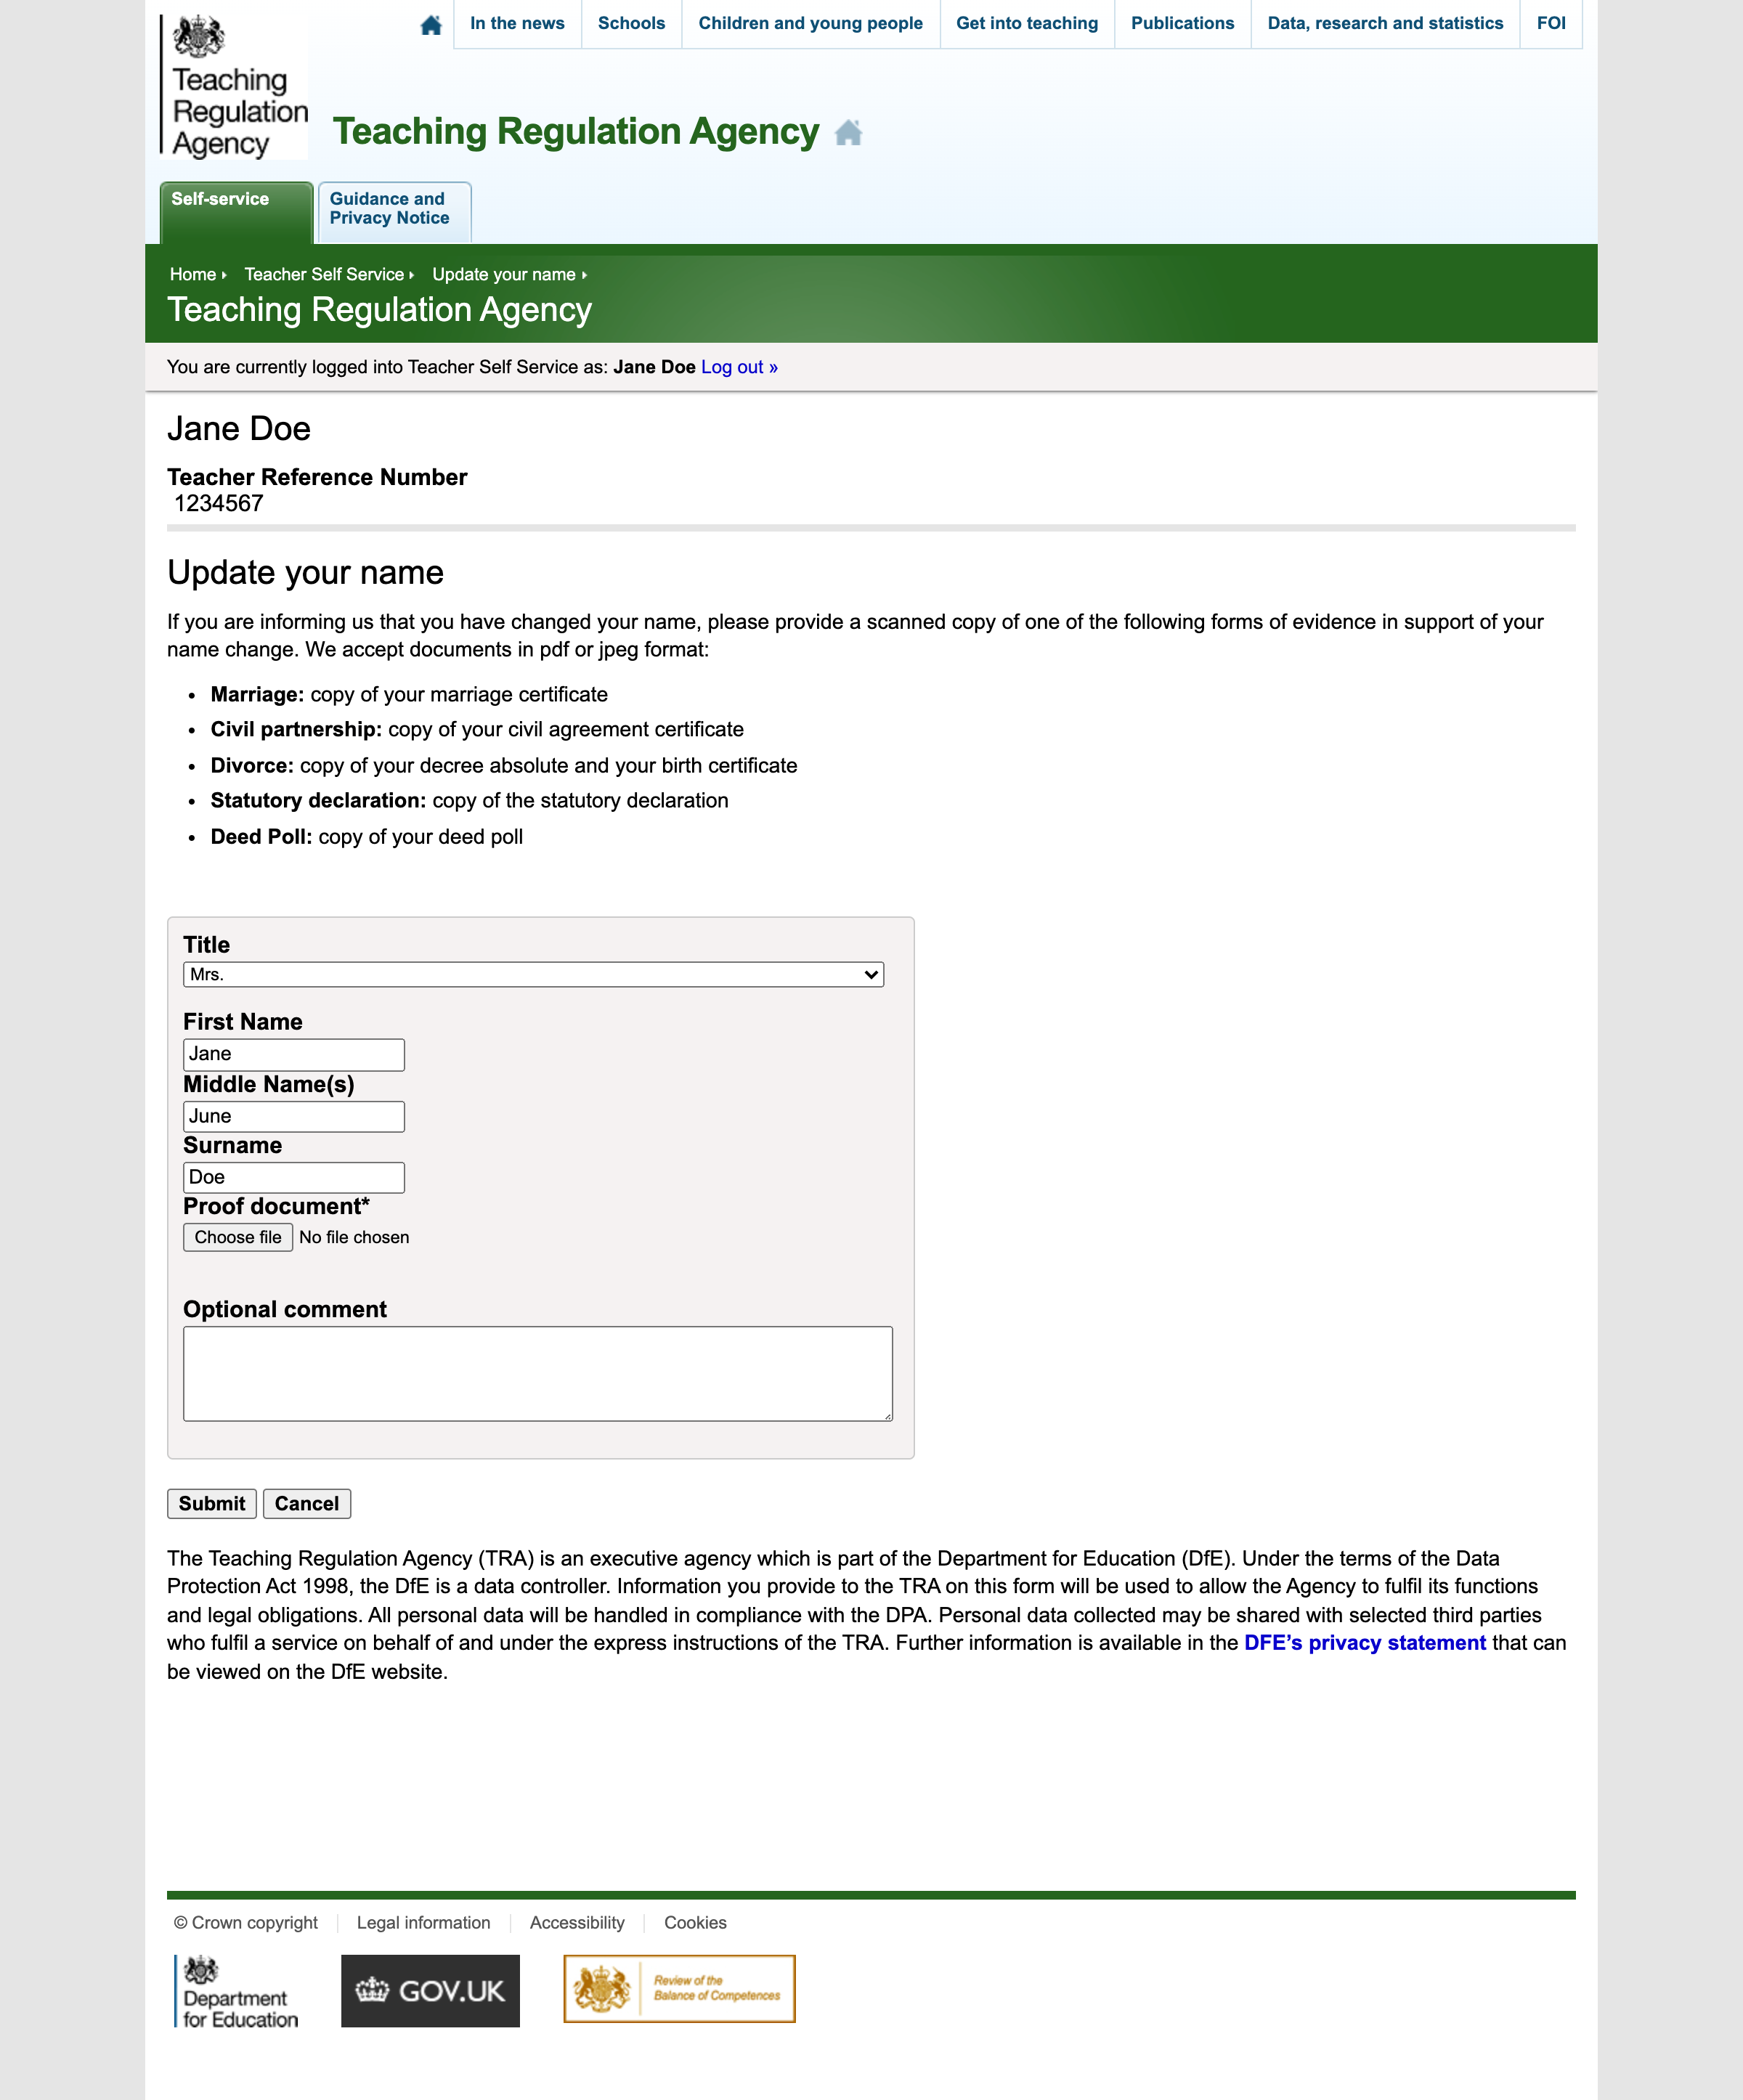 Teaching
Regulation
Agency
In the news
Schools
Children and young people
Get into teaching
Publications
Data, research and statistics
FOI
Teaching Regulation Agency
Self-service
Guidance and
Privacy Notice
Home
Teacher Self Service
Update your name
Teaching Regulation Agency
You are currently logged into Teacher Self Service as: Jane Doe Log out »
Jane Doe
Teacher Reference Number
1234567
Update your name
If you are informing us that you have changed your name, please provide a scanned copy of one of the following forms of evidence in support of your
name change. We accept documents in pdf or jpeg format:
• Marriage: copy of your marriage certificate
• Civil partnership: copy of your civil agreement certificate
• Divorce: copy of your decree absolute and your birth certificate
• Statutory declaration: copy of the statutory declaration
• Deed Poll: copy of your deed poll
Title
Mrs.
First Name
Jane
Middle Name(s)
June
Surname
Doe
Proof document*
Choose file No file chosen
Optional comment
Submit Cancel
The Teaching Regulation Agency (TRA) is an executive agency which is part of the Department for Education (DfE). Under the terms of the Data
Protection Act 1998, the DfE is a data controller. Information you provide to the TRA on this form will be used to allow the Agency to fulfil its functions
and legal obligations. All personal data will be handled in compliance with the DPA. Personal data collected may be shared with selected third parties
who fulfil a service on behalf of and under the express instructions of the TRA. Further information is available in the DFE's privacy statement that can
be viewed on the DfE website.
© Crown copyright
Legal information
Accessibility
Cookies
Department
for Education
GOV.UK
Review of the
Balance of Competences